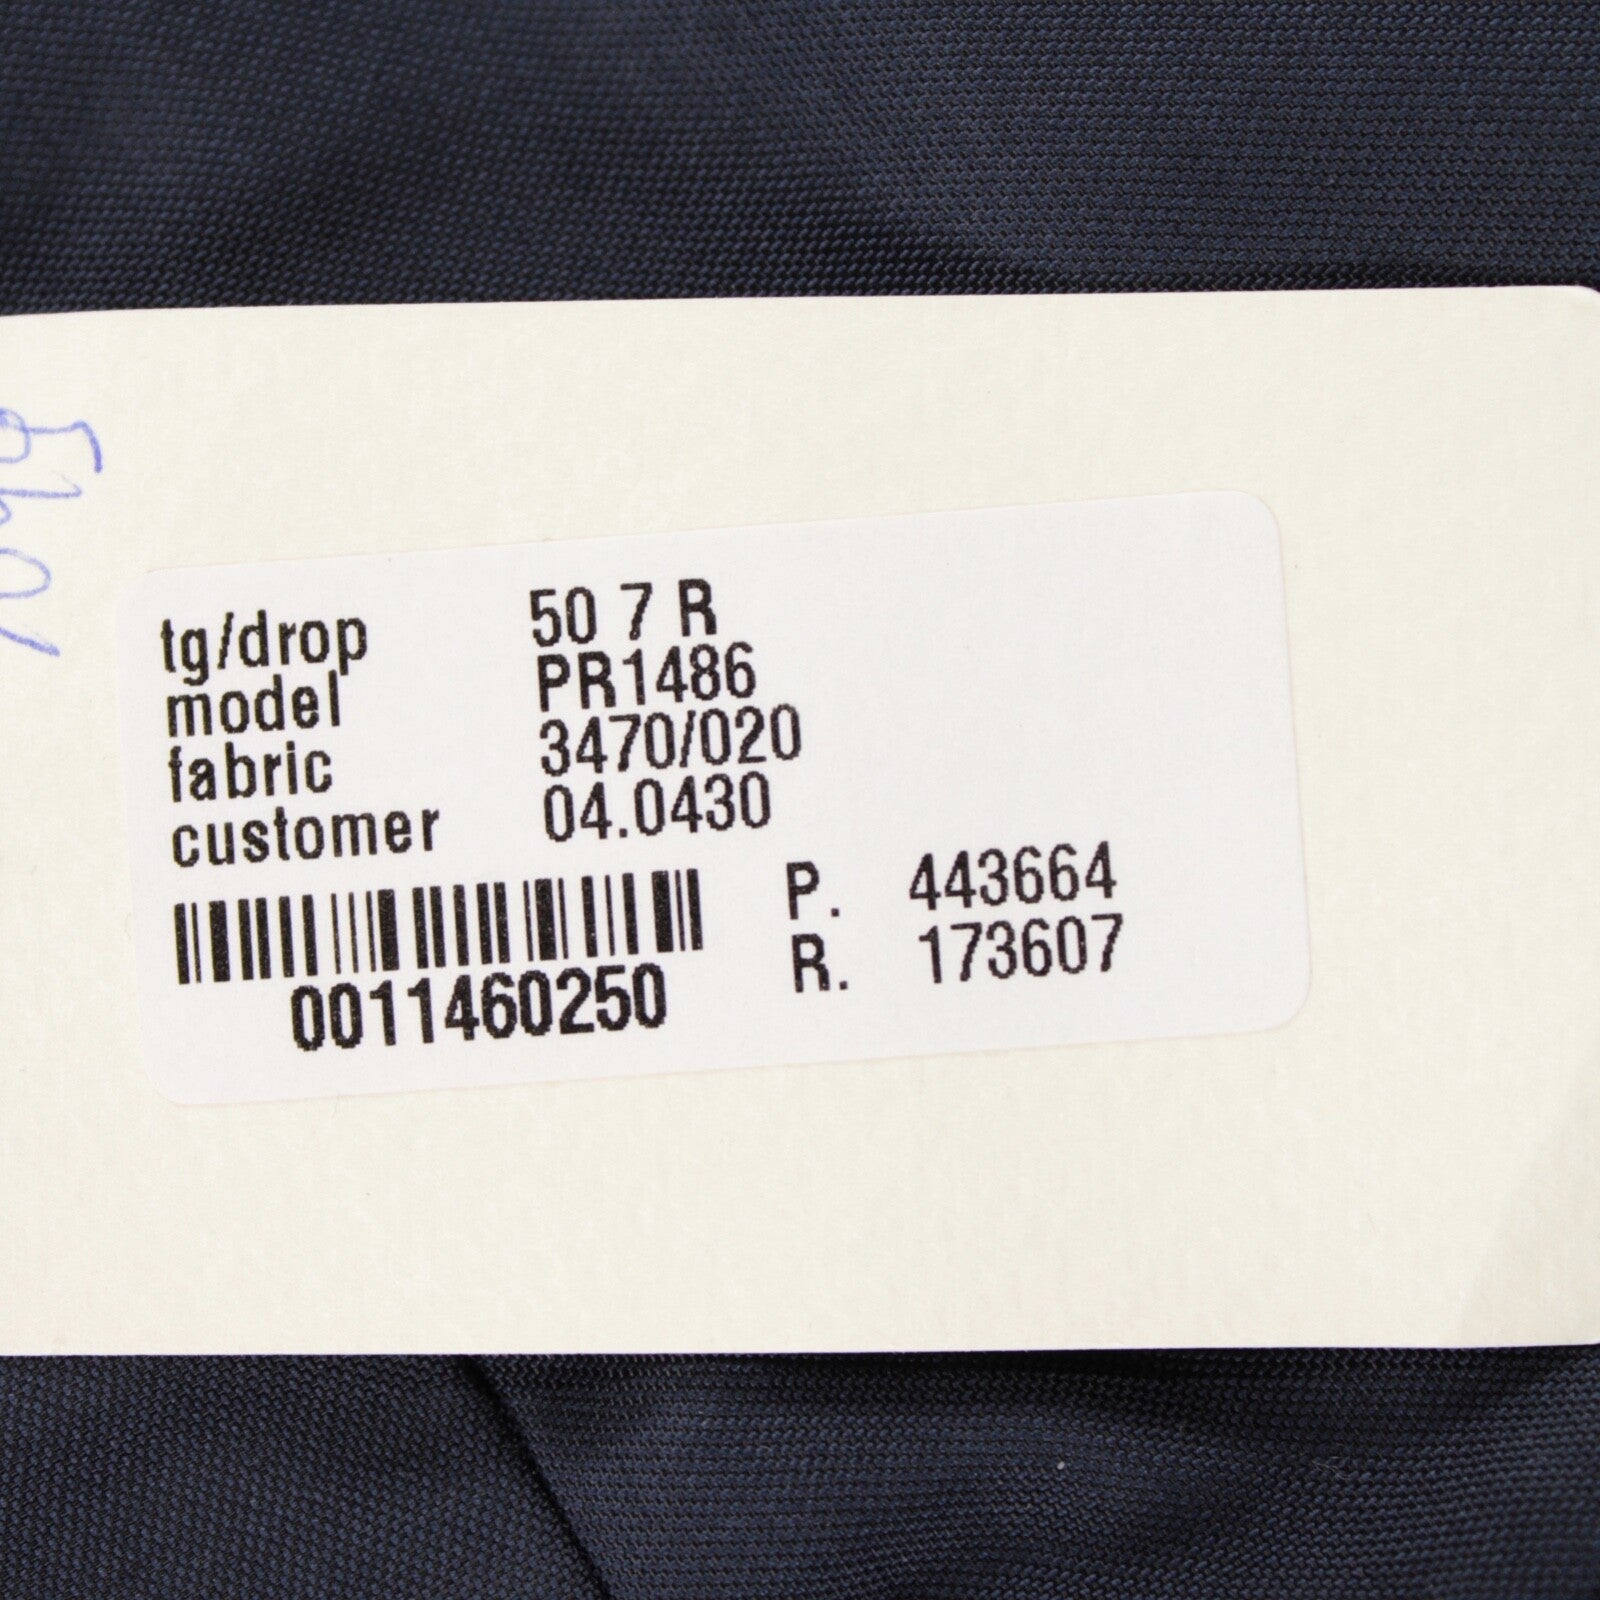 tg/drop 50 7 R
model PR1486
fabric 3470/020
customer 04.0430
P. 443664
R. 173607
0011460250